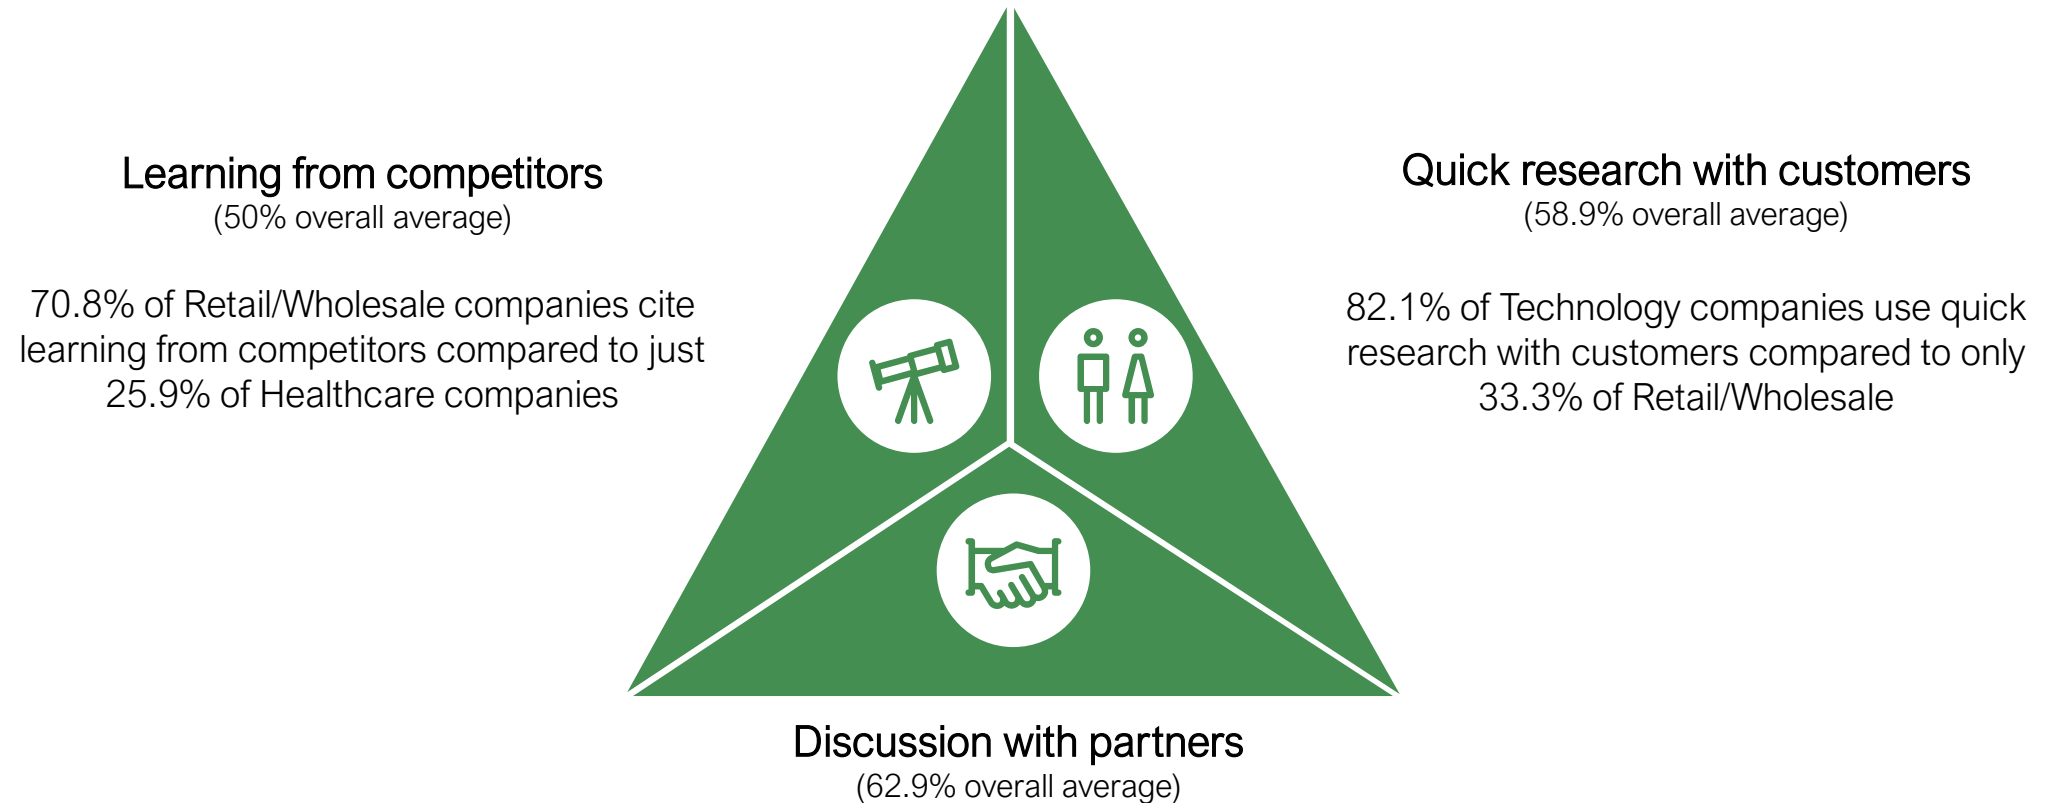 Learning from competitors
(50% overall average)
70.8% of Retail/Wholesale companies cite
learning from competitors compared to just
25.9% of Healthcare companies
Quick research with customers
(58.9% overall average)
82.1% of Technology companies use quick
research with customers compared to only
33.3% of Retail/Wholesale
Discussion with partners
(62.9% overall average)